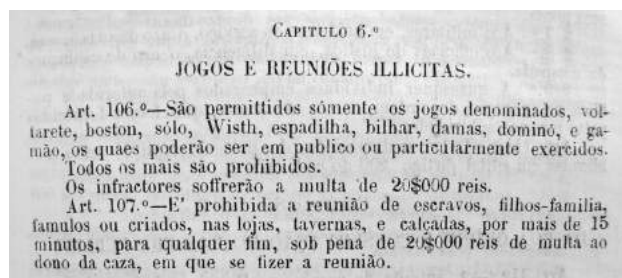 CAPITULO 6.º
JOGOS E REUNIÕES ILLICITAS.
Art. 106.º—São permittidos sómente os jogos denominados, vol-
tarete, boston, sólo, Wisth, espadilha, bilhar, damas, dominó, e ga-
mão, os quaes poderão ser em publico ou particularmente exercidos.
Todos os mais são prohibidos.
Os infractores soffrerão a multa de 20$000 reis.
Art. 107.º—E' prohibida a reunião de escravos, filhos-familia,
famulos ou criados, nas lojas, tavernas, e calçadas, por mais de 15
minutos, para qualquer fim, sob pena de 20$000 reis de multa ao
dono da caza, em que se fizer a reunião.